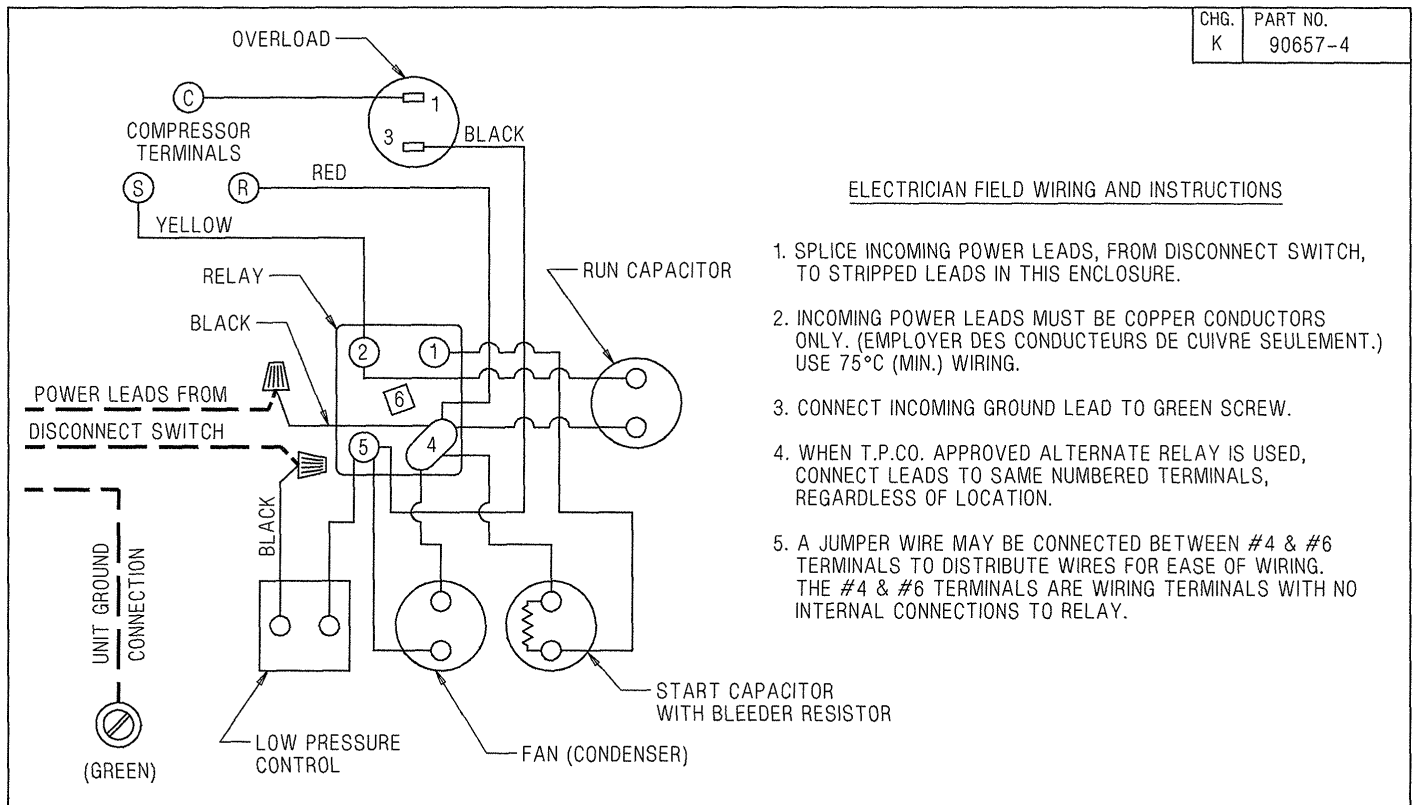 CHG. PART NO.
K 90657-4
OVERLOAD
C
1
COMPRESSOR
TERMINALS
3
BLACK
S
R
RED
YELLOW
RELAY
RUN CAPACITOR
BLACK
2
1
6
POWER LEADS FROM
DISCONNECT SWITCH
5
4
BLACK
UNIT GROUND
CONNECTION
START CAPACITOR
WITH BLEEDER RESISTOR
LOW PRESSURE
CONTROL
FAN (CONDENSER)
(GREEN)
ELECTRICIAN FIELD WIRING AND INSTRUCTIONS
1. SPLICE INCOMING POWER LEADS, FROM DISCONNECT SWITCH,
TO STRIPPED LEADS IN THIS ENCLOSURE.
2. INCOMING POWER LEADS MUST BE COPPER CONDUCTORS
ONLY. (EMPLOYER DES CONDUCTEURS DE CUIVRE SEULEMENT.)
USE 75°C (MIN.) WIRING.
3. CONNECT INCOMING GROUND LEAD TO GREEN SCREW.
4. WHEN T.P.CO. APPROVED ALTERNATE RELAY IS USED,
CONNECT LEADS TO SAME NUMBERED TERMINALS,
REGARDLESS OF LOCATION.
5. A JUMPER WIRE MAY BE CONNECTED BETWEEN #4 & #6
TERMINALS TO DISTRIBUTE WIRES FOR EASE OF WIRING.
THE #4 & #6 TERMINALS ARE WIRING TERMINALS WITH NO
INTERNAL CONNECTIONS TO RELAY.